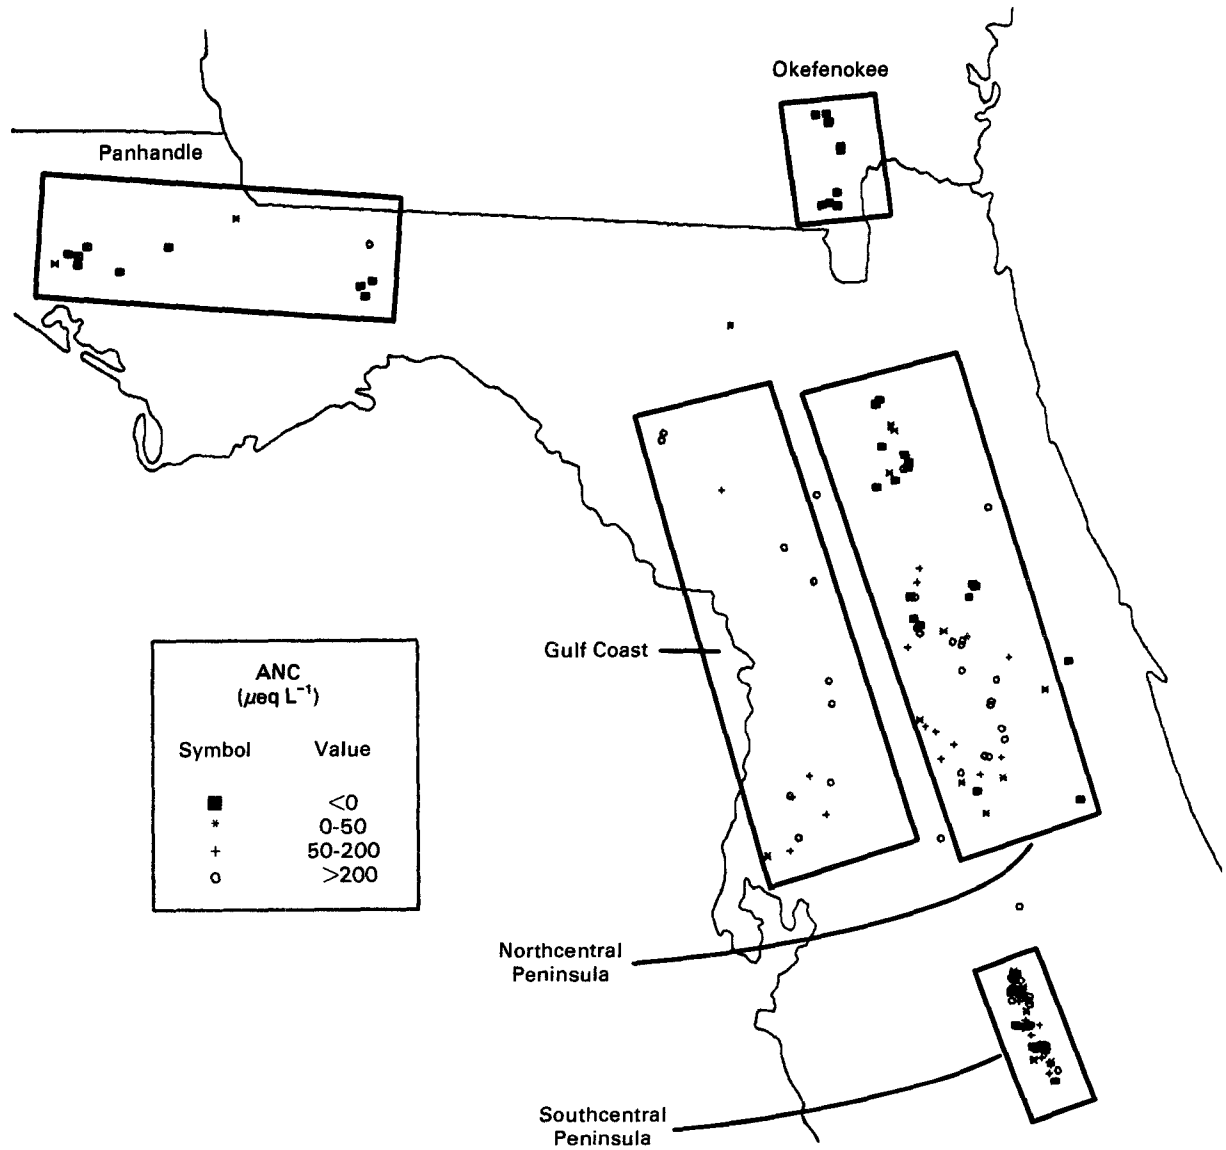 Okefenokee
Panhandle
Gulf Coast
ANC
(μeq L⁻¹)
Symbol Value
<0
* 0-50
+ 50-200
o >200
Northcentral
Peninsula
Southcentral
Peninsula